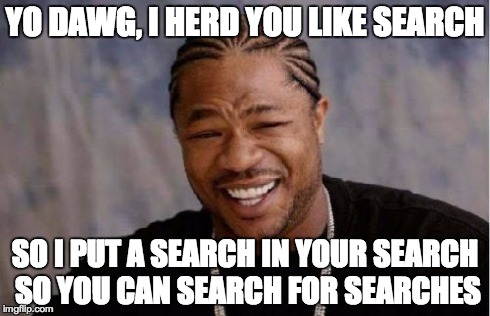 YO DAWG, I HERD YOU LIKE SEARCH
SO I PUT A SEARCH IN YOUR SEARCH
SO YOU CAN SEARCH FOR SEARCHES
imgflip.com